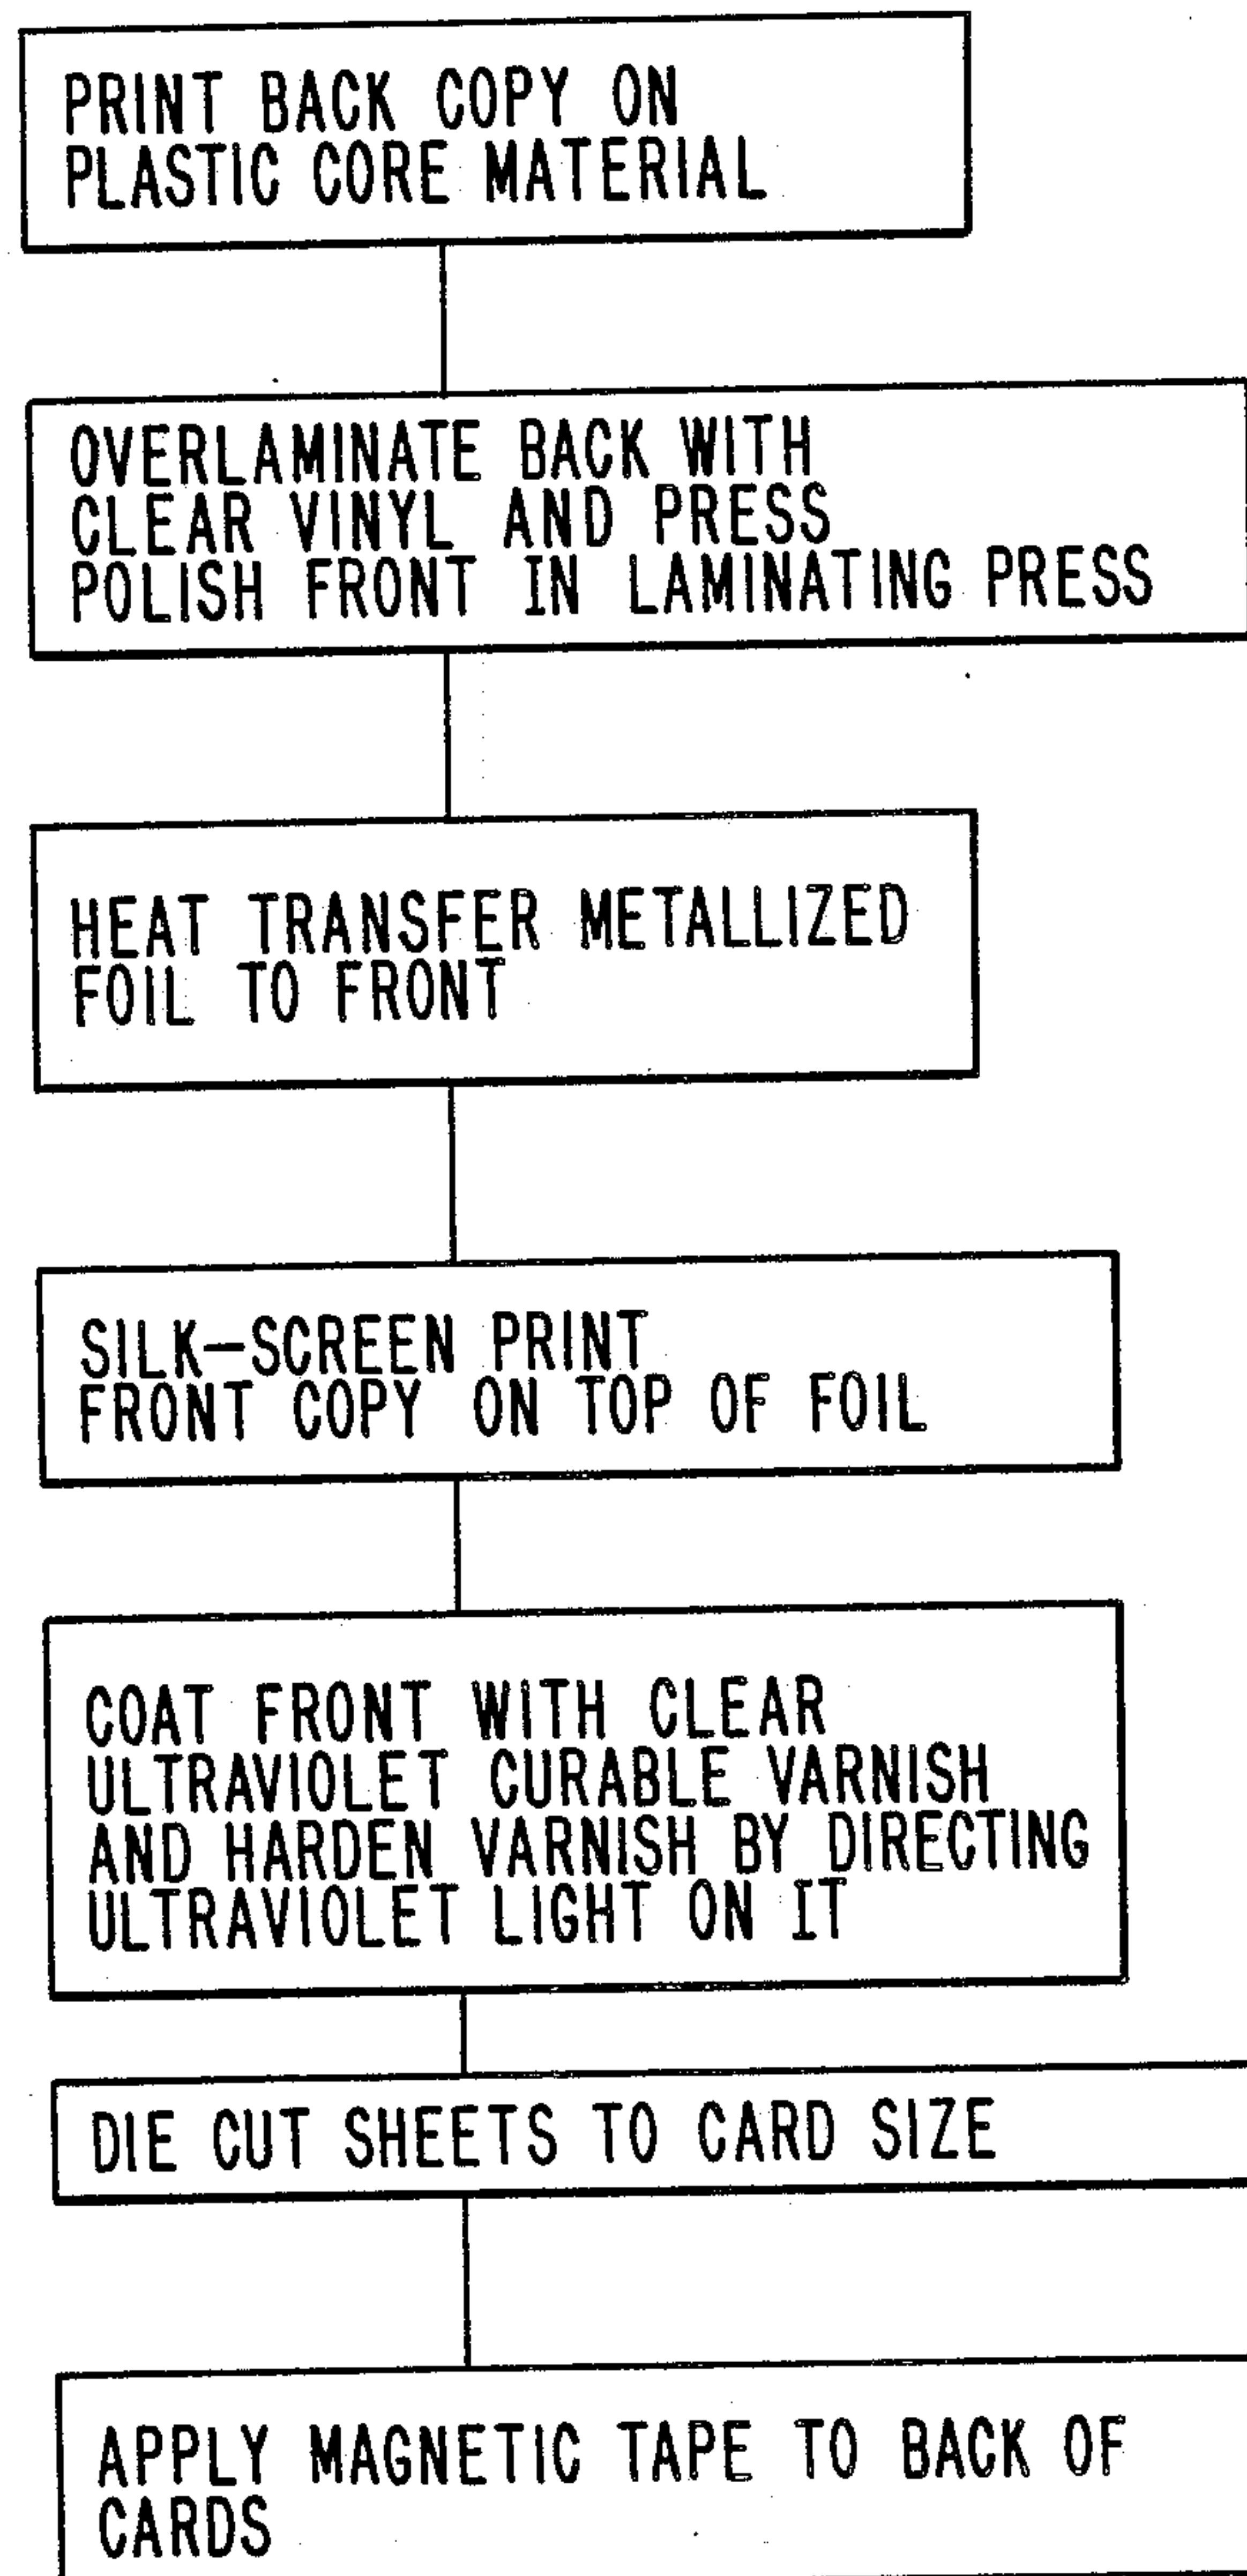 PRINT BACK COPY ON
PLASTIC CORE MATERIAL
OVERLAMINATE BACK WITH
CLEAR VINYL AND PRESS
POLISH FRONT IN LAMINATING PRESS
HEAT TRANSFER METALLIZED
FOIL TO FRONT
SILK-SCREEN PRINT
FRONT COPY ON TOP OF FOIL
COAT FRONT WITH CLEAR
ULTRAVIOLET CURABLE VARNISH
AND HARDEN VARNISH BY DIRECTING
ULTRAVIOLET LIGHT ON IT
DIE CUT SHEETS TO CARD SIZE
APPLY MAGNETIC TAPE TO BACK OF
CARDS